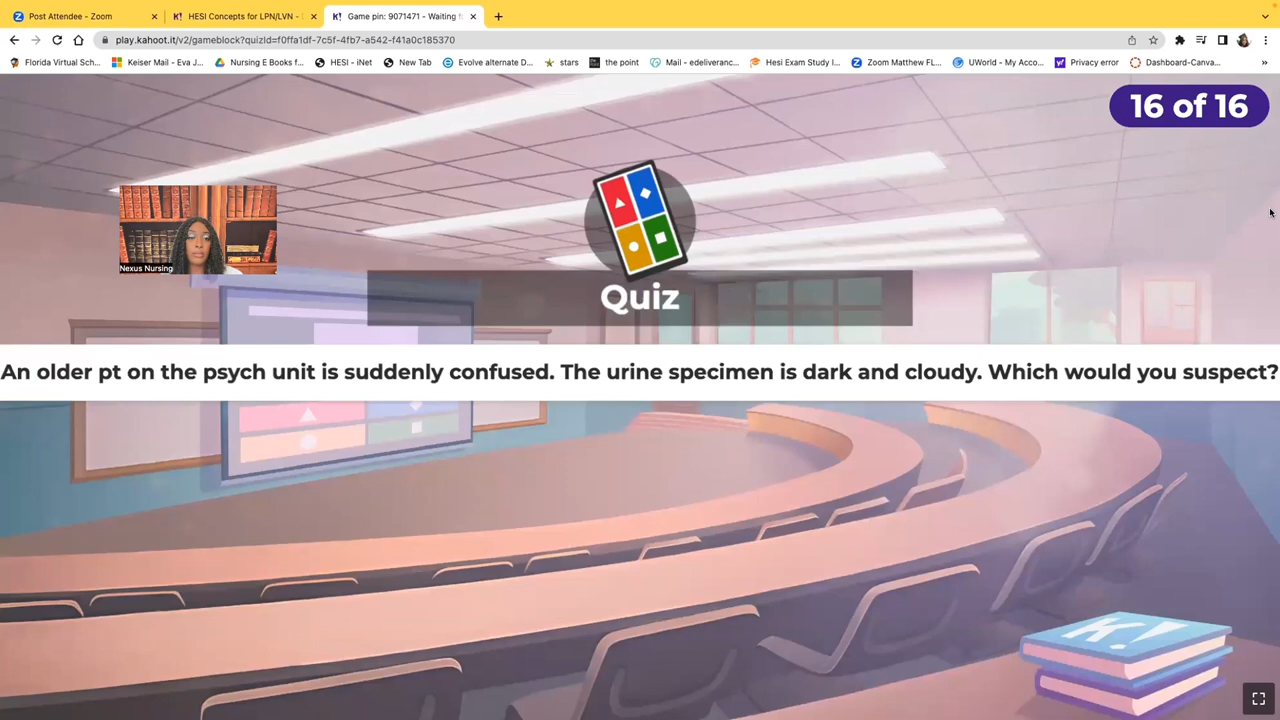 Post Attendee - Zoom
HESI Concepts for LPN/LVN - D
Game pin: 9071471 - Waiting f
play.kahoot.it/v2/gameblock?quizId=f0ffa1df-7c5f-4fb7-a542-f41a0c185370
Florida Virtual Sch...
Keiser Mail - Eva J...
Nursing E Books f...
HESI - iNet
New Tab
Evolve alternate D...
stars
the point
Mail - edeliveranc...
Hesi Exam Study I...
Zoom Matthew FL...
UWorld - My Acco...
Privacy error
Dashboard-Canva...
16 of 16
Nexus Nursing
Quiz
An older pt on the psych unit is suddenly confused. The urine specimen is dark and cloudy. Which would you suspect?
K!